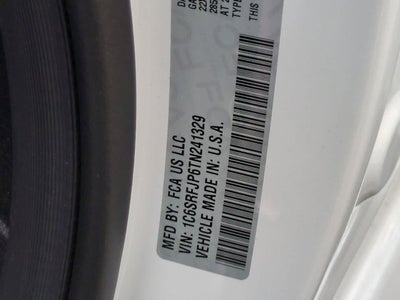 MFD BY: FCA US LLC
VIN: 1C6SRFJP6TN241329
VEHICLE MADE IN: U.S.A.